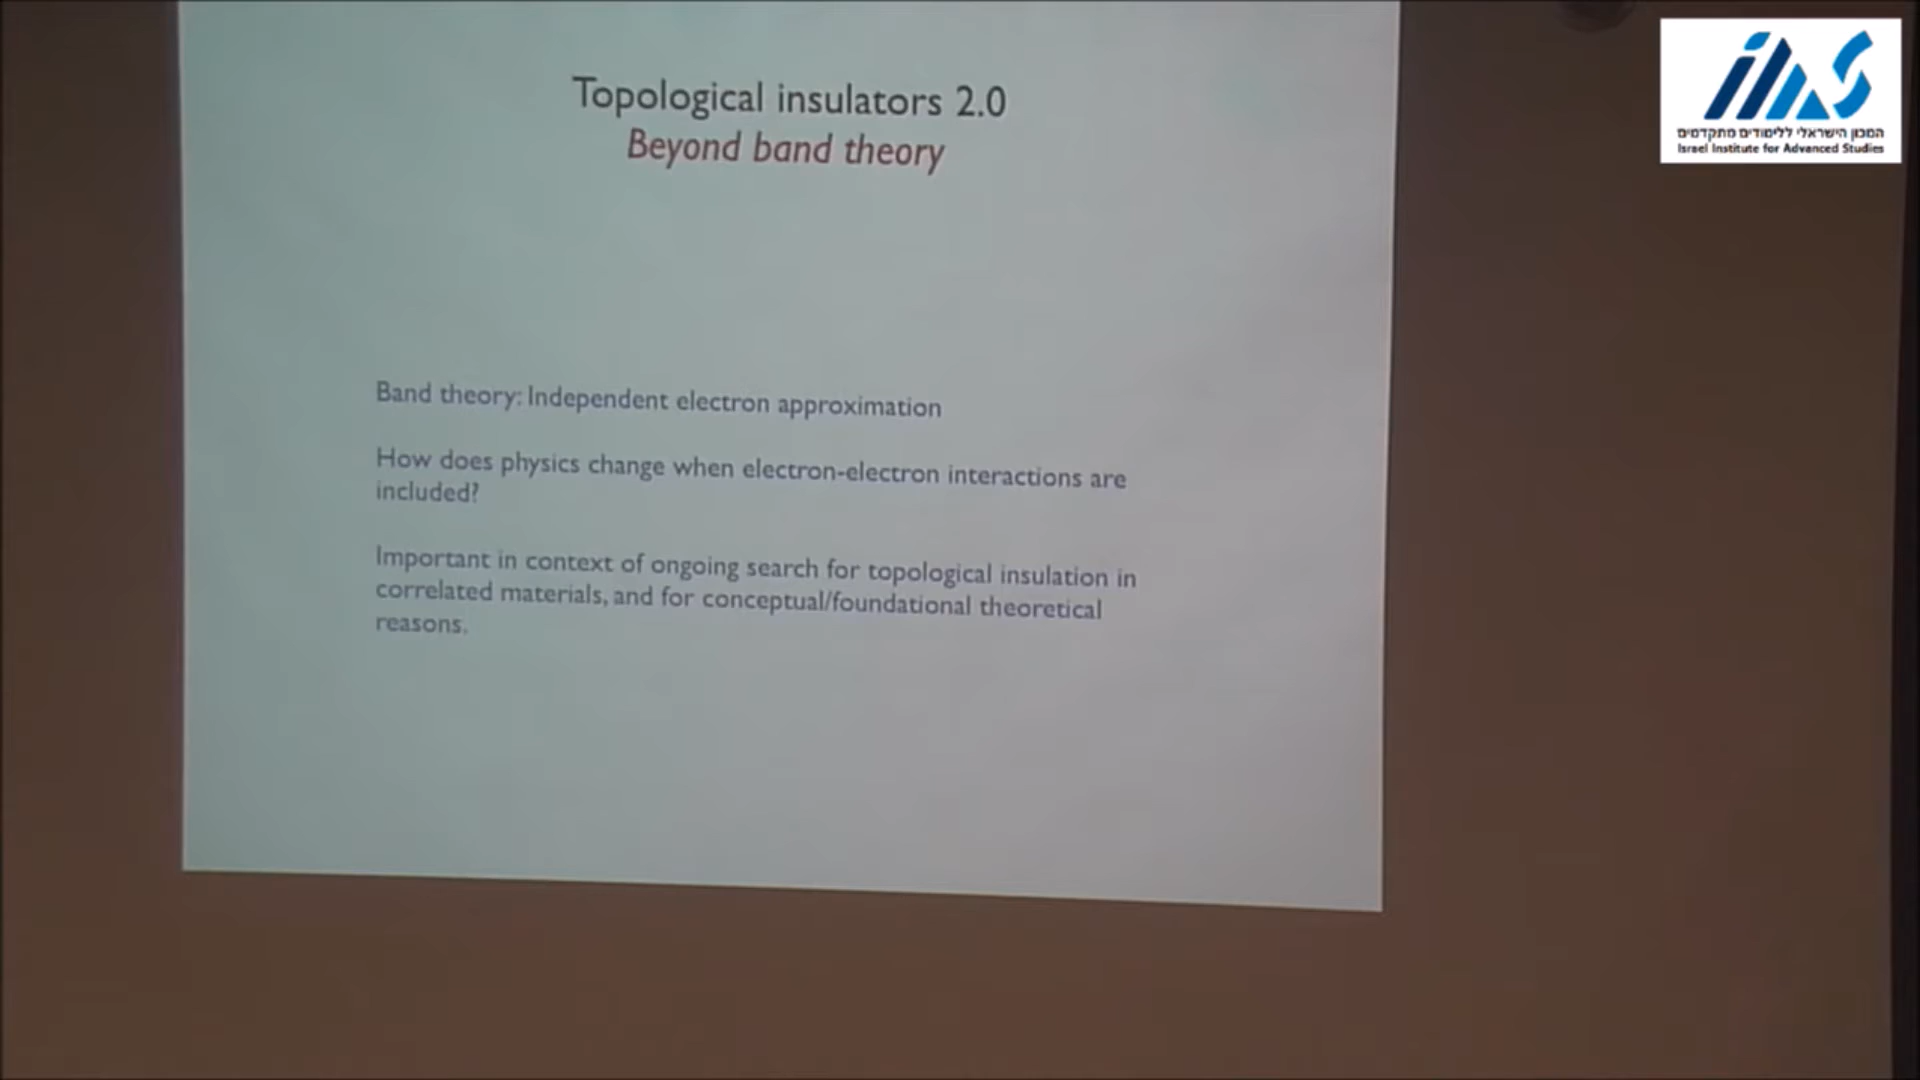 Topological insulators 2.0
Beyond band theory
Band theory: Independent electron approximation
How does physics change when electron-electron interactions are
included?
Important in context of ongoing search for topological insulation in
correlated materials, and for conceptual/foundational theoretical
reasons.
IIAS
המכון הישראלי ללימודים מתקדמים
Israel Institute for Advanced Studies